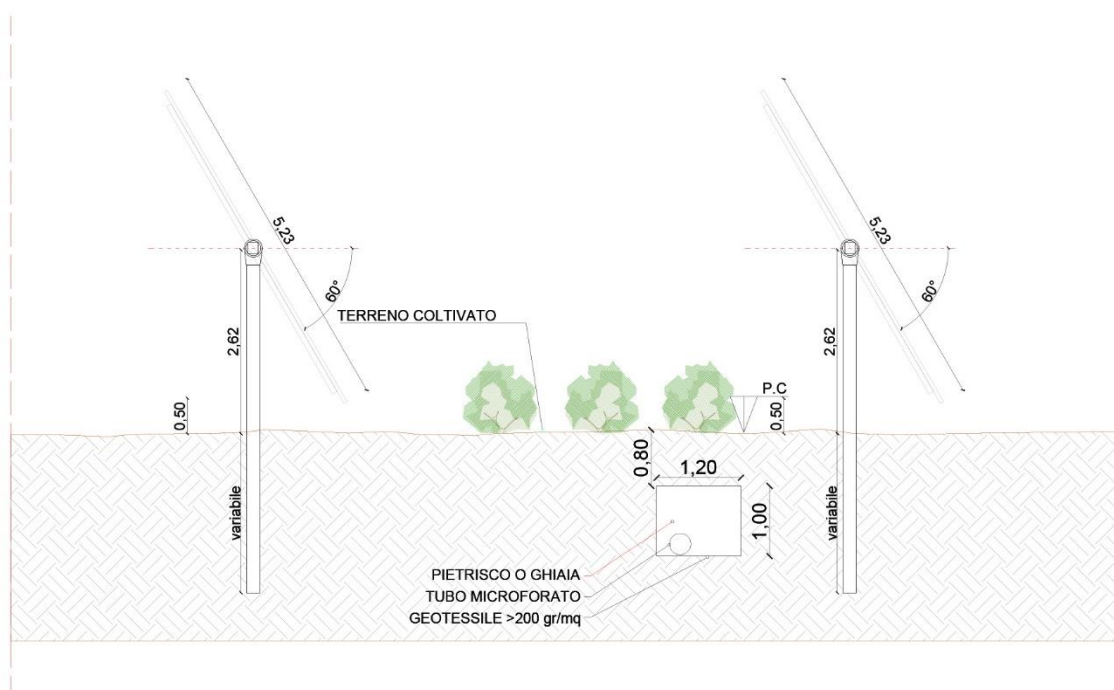 5,23
5,23
60°
60°
TERRENO COLTIVATO
2,62
2,62
P.C
0,50
0,50
0,80
1,20
1,00
variabile
variabile
PIETRISCO O GHIAIA
TUBO MICROFORATO
GEOTESSILE >200 gr/mq